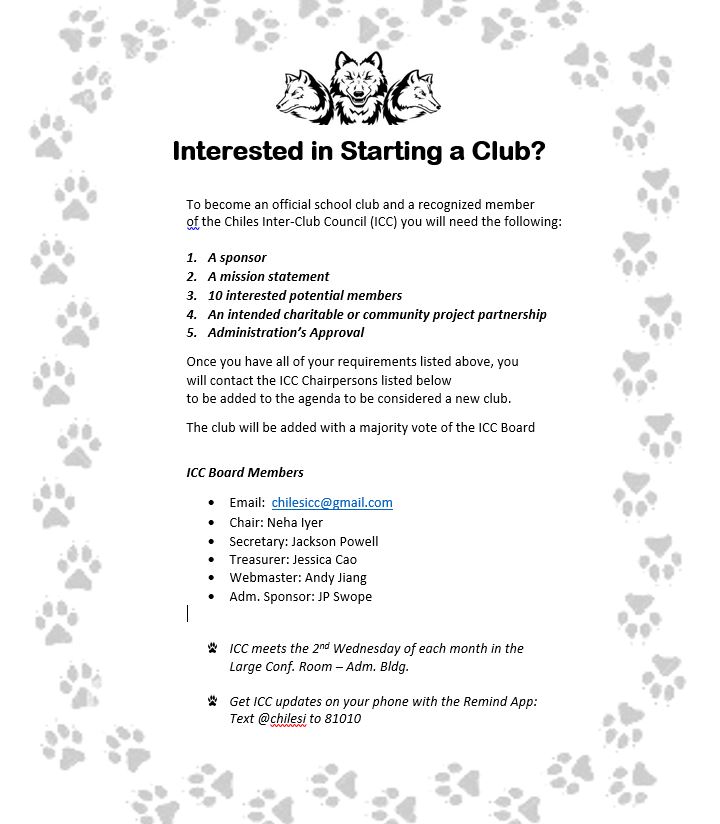 Interested in Starting a Club?
To become an official school club and a recognized member
of the Chiles Inter-Club Council (ICC) you will need the following:
1. A sponsor
2. A mission statement
3. 10 interested potential members
4. An intended charitable or community project partnership
5. Administration's Approval
Once you have all of your requirements listed above, you
will contact the ICC Chairpersons listed below
to be added to the agenda to be considered a new club.
The club will be added with a majority vote of the ICC Board
ICC Board Members
• Email: chilesicc@gmail.com
• Chair: Neha Iyer
• Secretary: Jackson Powell
• Treasurer: Jessica Cao
• Webmaster: Andy Jiang
• Adm. Sponsor: JP Swope
ICC meets the 2nd Wednesday of each month in the
Large Conf. Room – Adm. Bldg.
Get ICC updates on your phone with the Remind App:
Text @chilesi to 81010